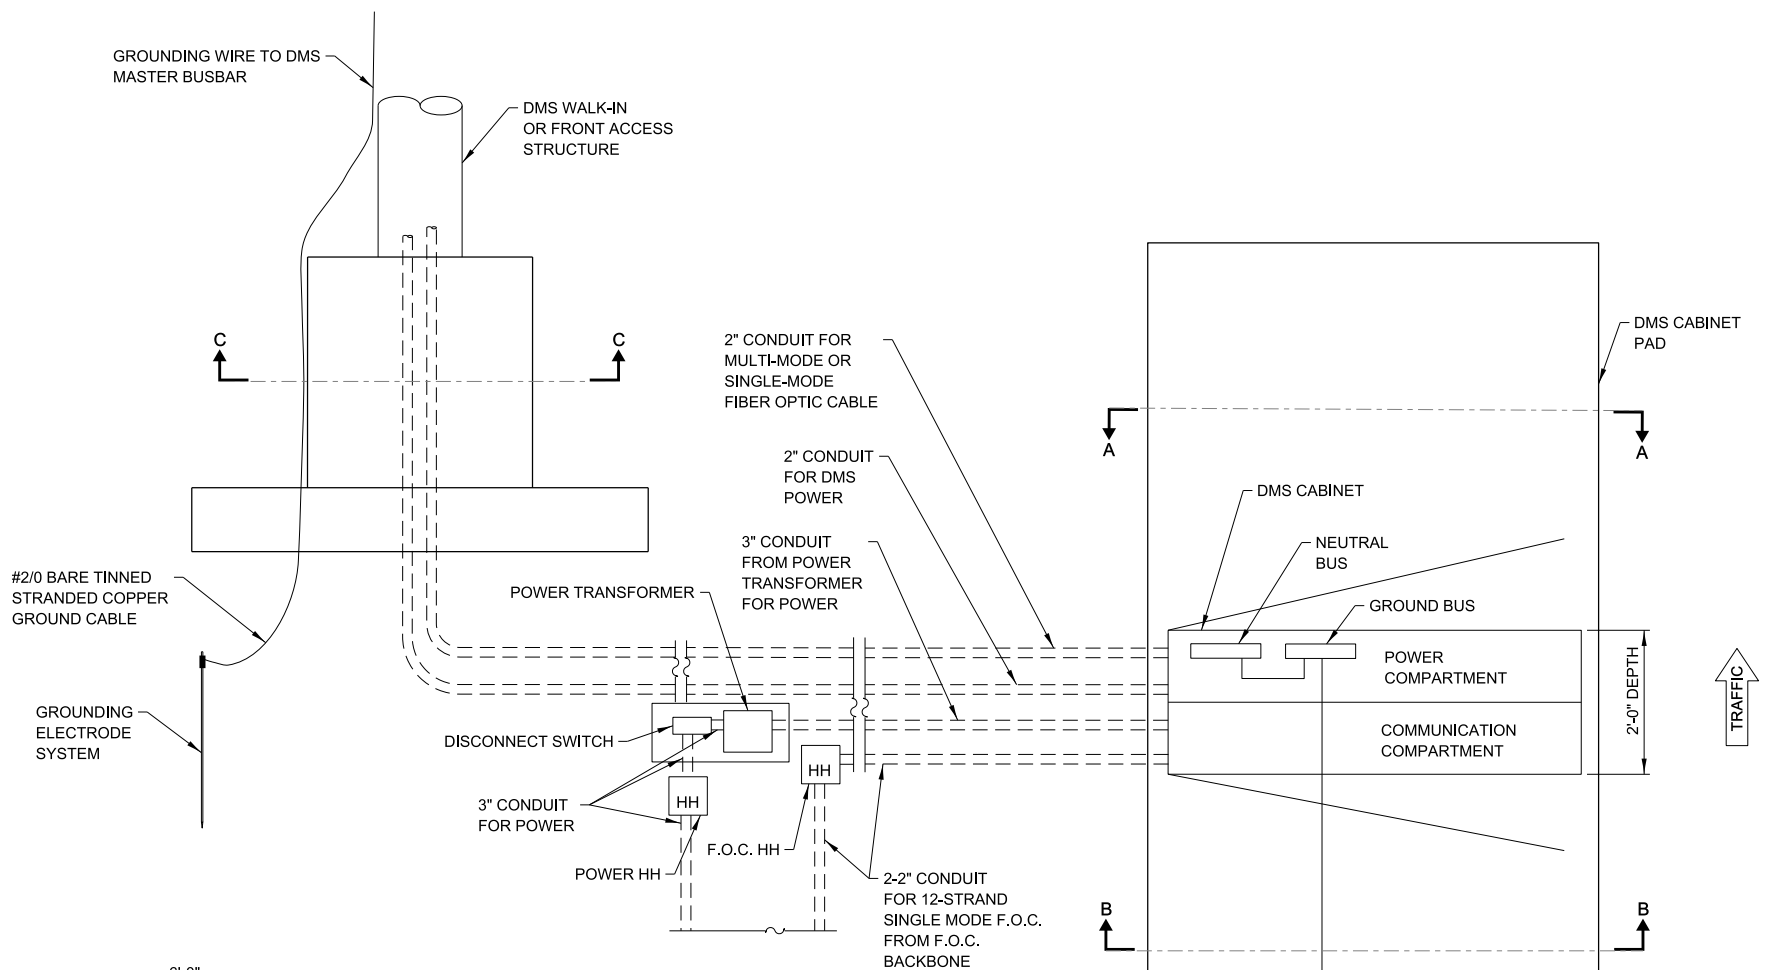 GROUNDING WIRE TO DMS
MASTER BUSBAR
DMS WALK-IN
OR FRONT ACCESS
STRUCTURE
C
C
2" CONDUIT FOR
MULTI-MODE OR
SINGLE-MODE
FIBER OPTIC CABLE
DMS CABINET
PAD
A
A
2" CONDUIT
FOR DMS
POWER
DMS CABINET
3" CONDUIT
FROM POWER
TRANSFORMER
FOR POWER
NEUTRAL
BUS
#2/0 BARE TINNED
STRANDED COPPER
GROUND CABLE
POWER TRANSFORMER
GROUND BUS
POWER
COMPARTMENT
2'-0" DEPTH
TRAFFIC
GROUNDING
ELECTRODE
SYSTEM
DISCONNECT SWITCH
COMMUNICATION
COMPARTMENT
HH
HH
3" CONDUIT
FOR POWER
F.O.C. HH
POWER HH
2-2" CONDUIT
FOR 12-STRAND
SINGLE MODE F.O.C.
FROM F.O.C.
BACKBONE
B
B